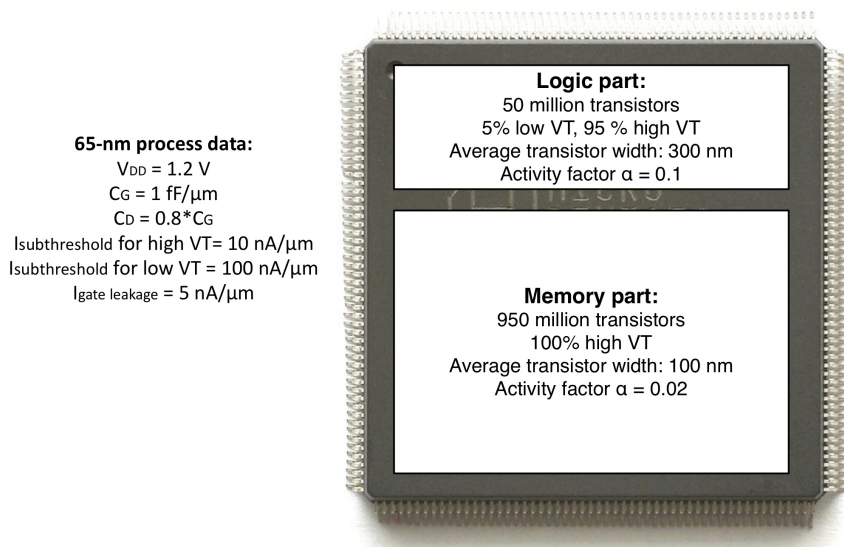 65-nm process data:
VDD = 1.2 V
CG = 1 fF/µm
CD = 0.8*CG
Isubthreshold for high VT= 10 nA/µm
Isubthreshold for low VT = 100 nA/µm
Igate leakage = 5 nA/µm
Logic part:
50 million transistors
5% low VT, 95 % high VT
Average transistor width: 300 nm
Activity factor α = 0.1
Memory part:
950 million transistors
100% high VT
Average transistor width: 100 nm
Activity factor α = 0.02